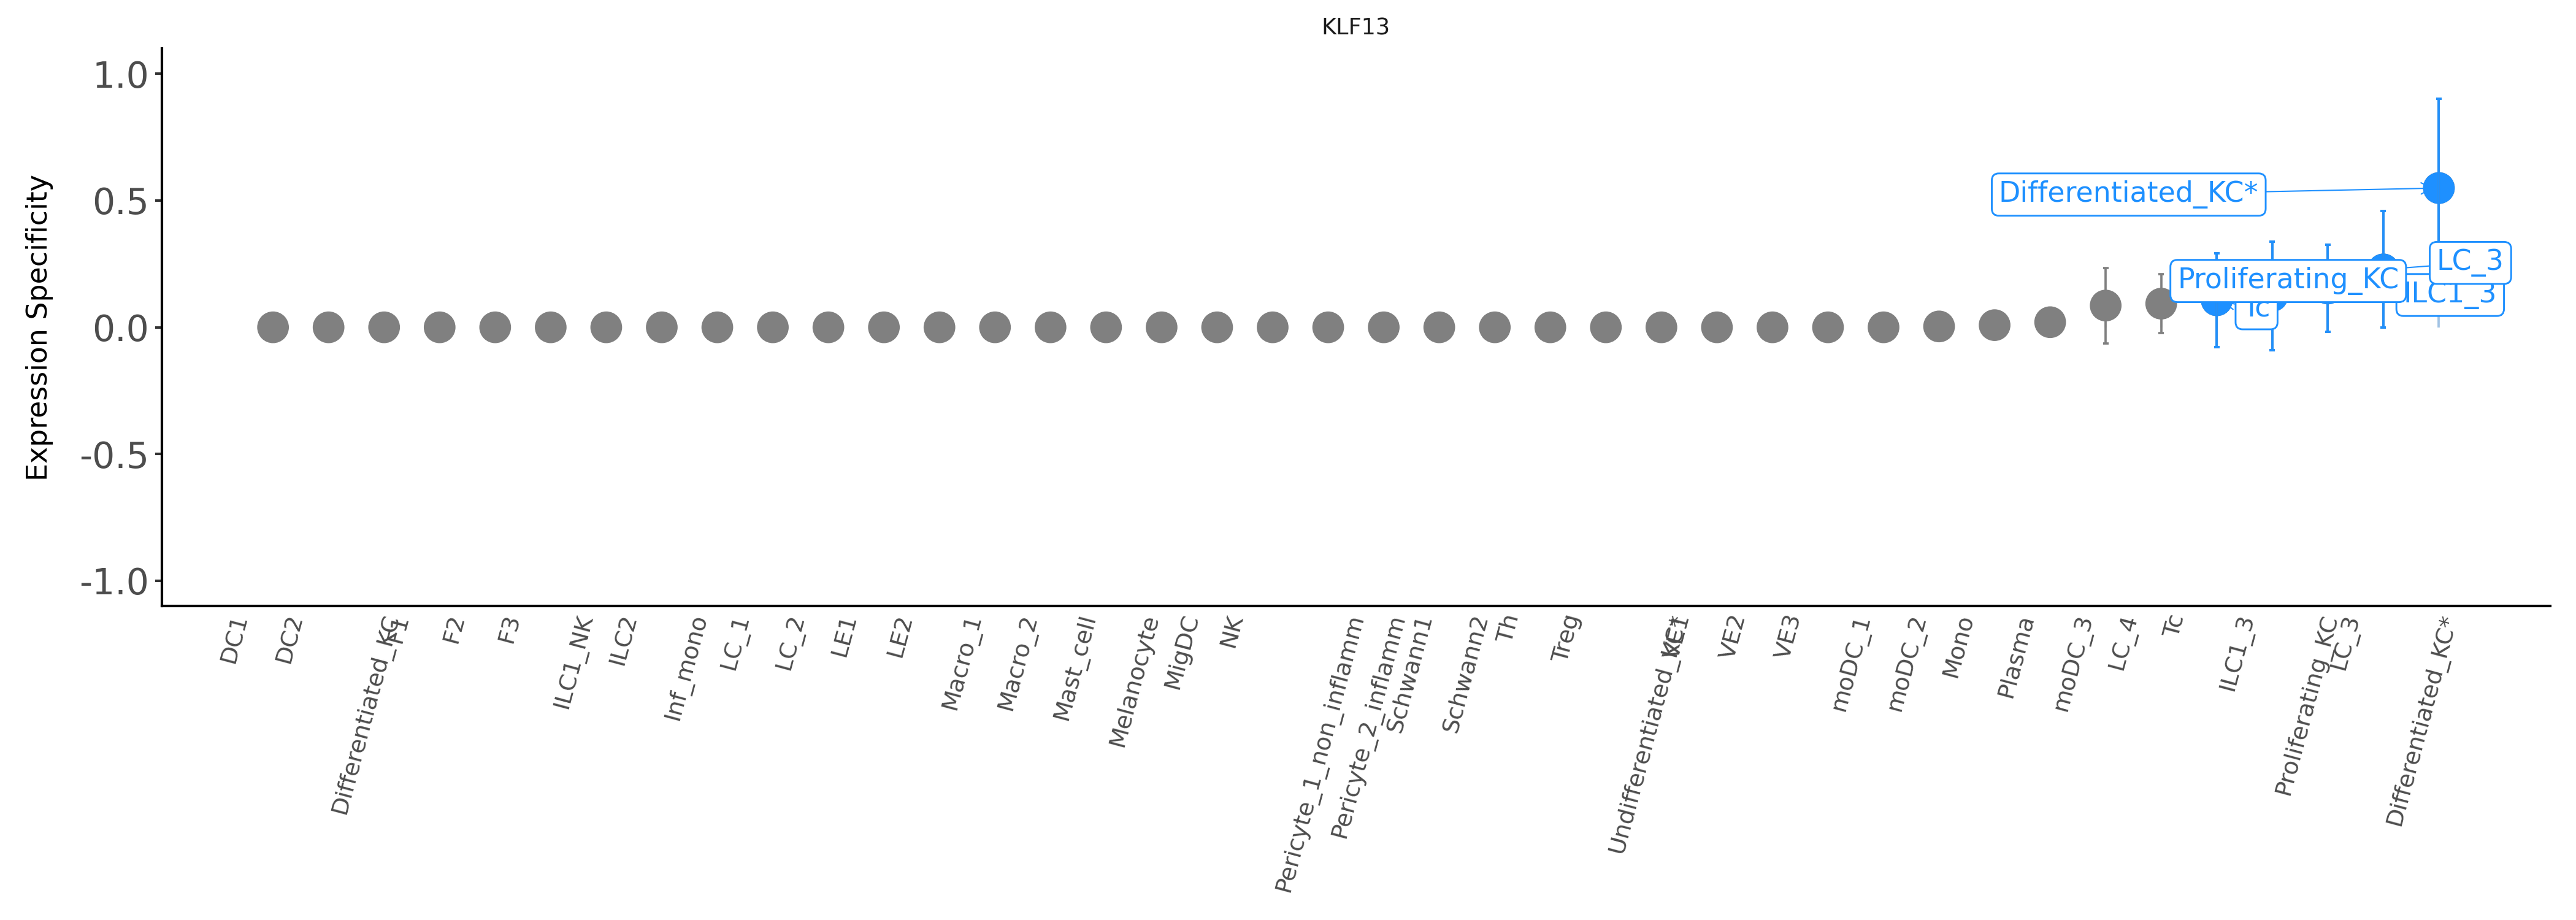 KLF13
Expression Specificity
1.0
0.5
0.0
-0.5
-1.0
Differentiated_KC*
LC_3
Proliferating_KC
ILC1_3
Tc
DC1
DC2
Differentiated_KC
F1
F2
F3
ILC1_NK
ILC2
Inf_mono
LC_1
LC_2
LE1
LE2
Macro_1
Macro_2
Mast_cell
Melanocyte
MigDC
NK
Pericyte_1_non_inflamm
Pericyte_2_inflamm
Schwann1
Schwann2
Th
Treg
Undifferentiated_KC*
VE1
VE2
VE3
moDC_1
moDC_2
Mono
Plasma
moDC_3
LC_4
Tc
ILC1_3
Proliferating_KC
LC_3
Differentiated_KC*